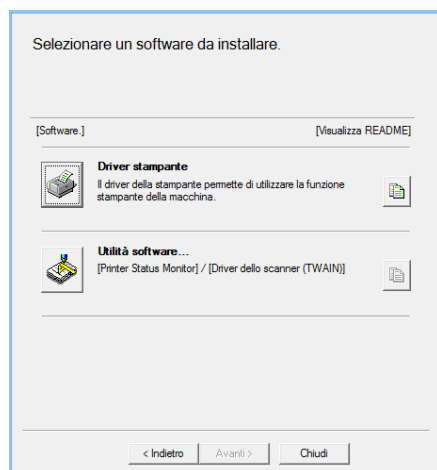 Selezionare un software da installare.
[Software.] [Visualizza README]
Driver stampante
Il driver della stampante permette di utilizzare la funzione
stampante della macchina.
Utilità software...
[Printer Status Monitor] / [Driver dello scanner (TWAIN)]
< Indietro Avanti > Chiudi